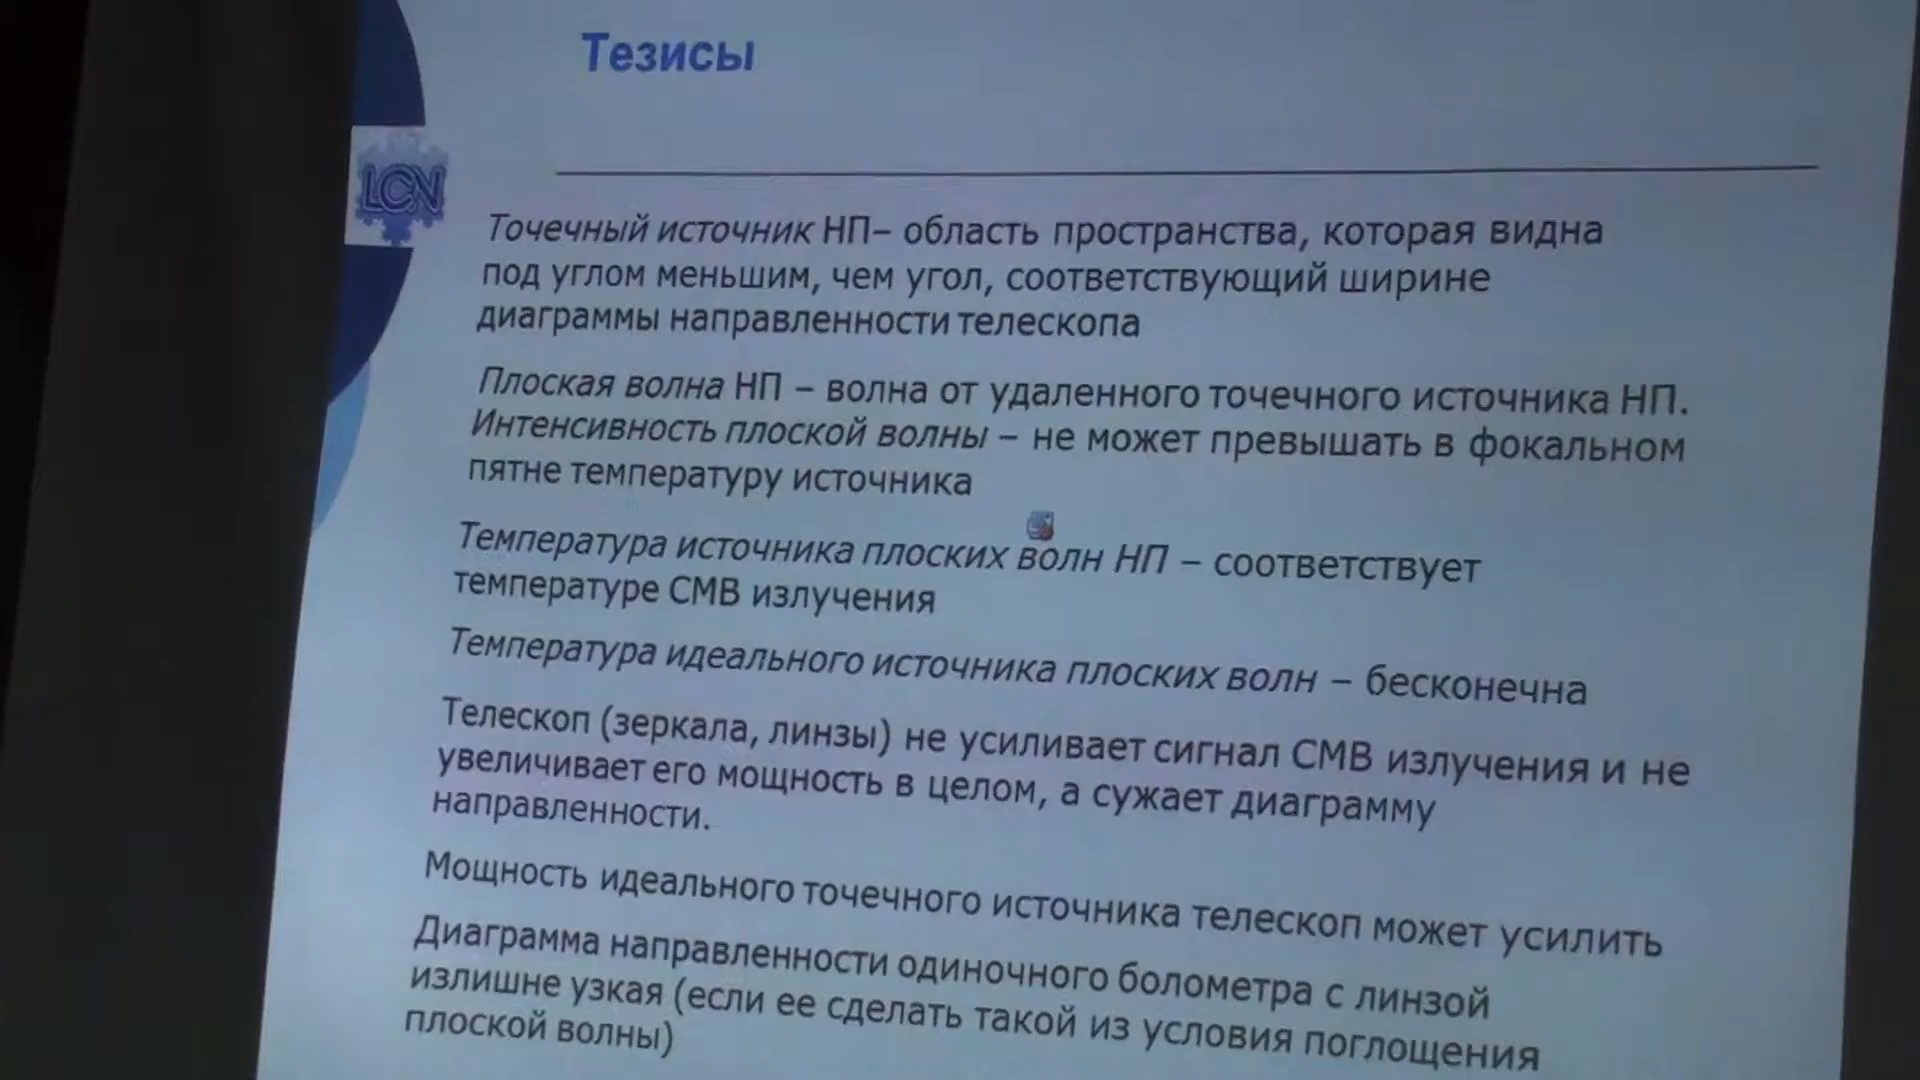 Тезисы
LCN
Точечный источник НП– область пространства, которая видна
под углом меньшим, чем угол, соответствующий ширине
диаграммы направленности телескопа
Плоская волна НП – волна от удаленного точечного источника НП.
Интенсивность плоской волны – не может превышать в фокальном
пятне температуру источника
Температура источника плоских волн НП – соответствует
температуре СМВ излучения
Температура идеального источника плоских волн – бесконечна
Телескоп (зеркала, линзы) не усиливает сигнал СМВ излучения и не
увеличивает его мощность в целом, а сужает диаграмму
направленности.
Мощность идеального точечного источника телескоп может усилить
Диаграмма направленности одиночного болометра с линзой
излишне узкая (если ее сделать такой из условия поглощения
плоской волны)